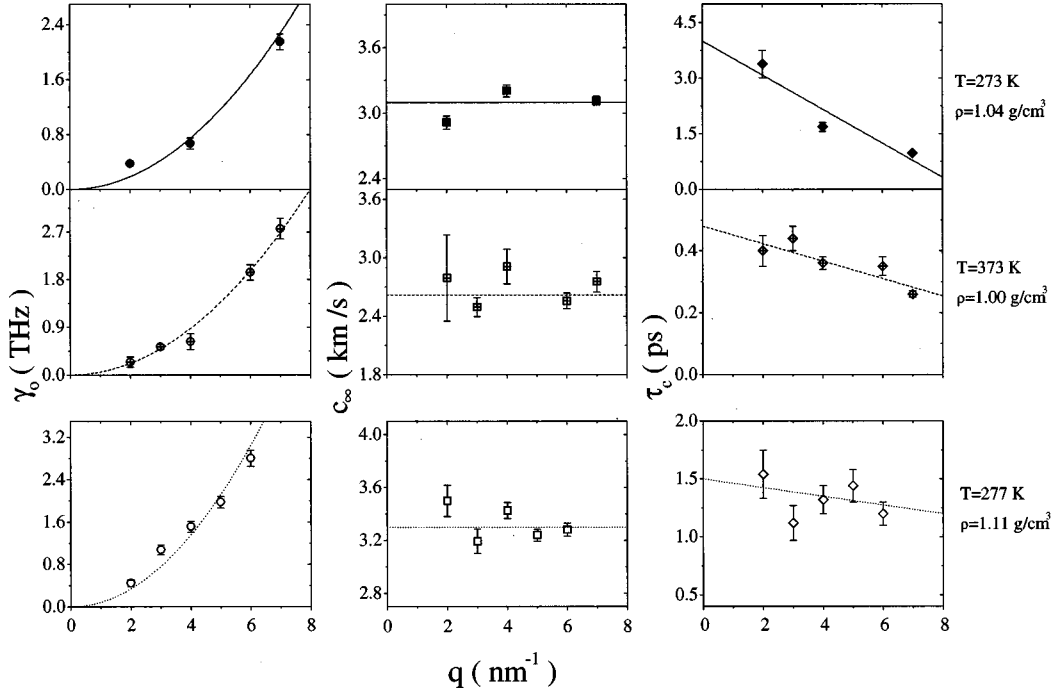 2.4
1.6
0.8
0.0
3.6
3.0
2.4
4.5
3.0
1.5
0.0
T=273 K
ρ=1.04 g/cm³
2.7
1.8
0.9
0.0
3.0
2.4
1.8
0.4
0.2
0.0
T=373 K
ρ=1.00 g/cm³
γₒ ( THz )
c∞ ( km /s )
τc ( ps )
3.2
2.4
1.6
0.8
0.0
4.0
3.6
3.2
2.8
2.0
1.5
1.0
0.5
T=277 K
ρ=1.11 g/cm³
0 2 4 6 8
0 2 4 6 8
0 2 4 6 8
q ( nm⁻¹ )